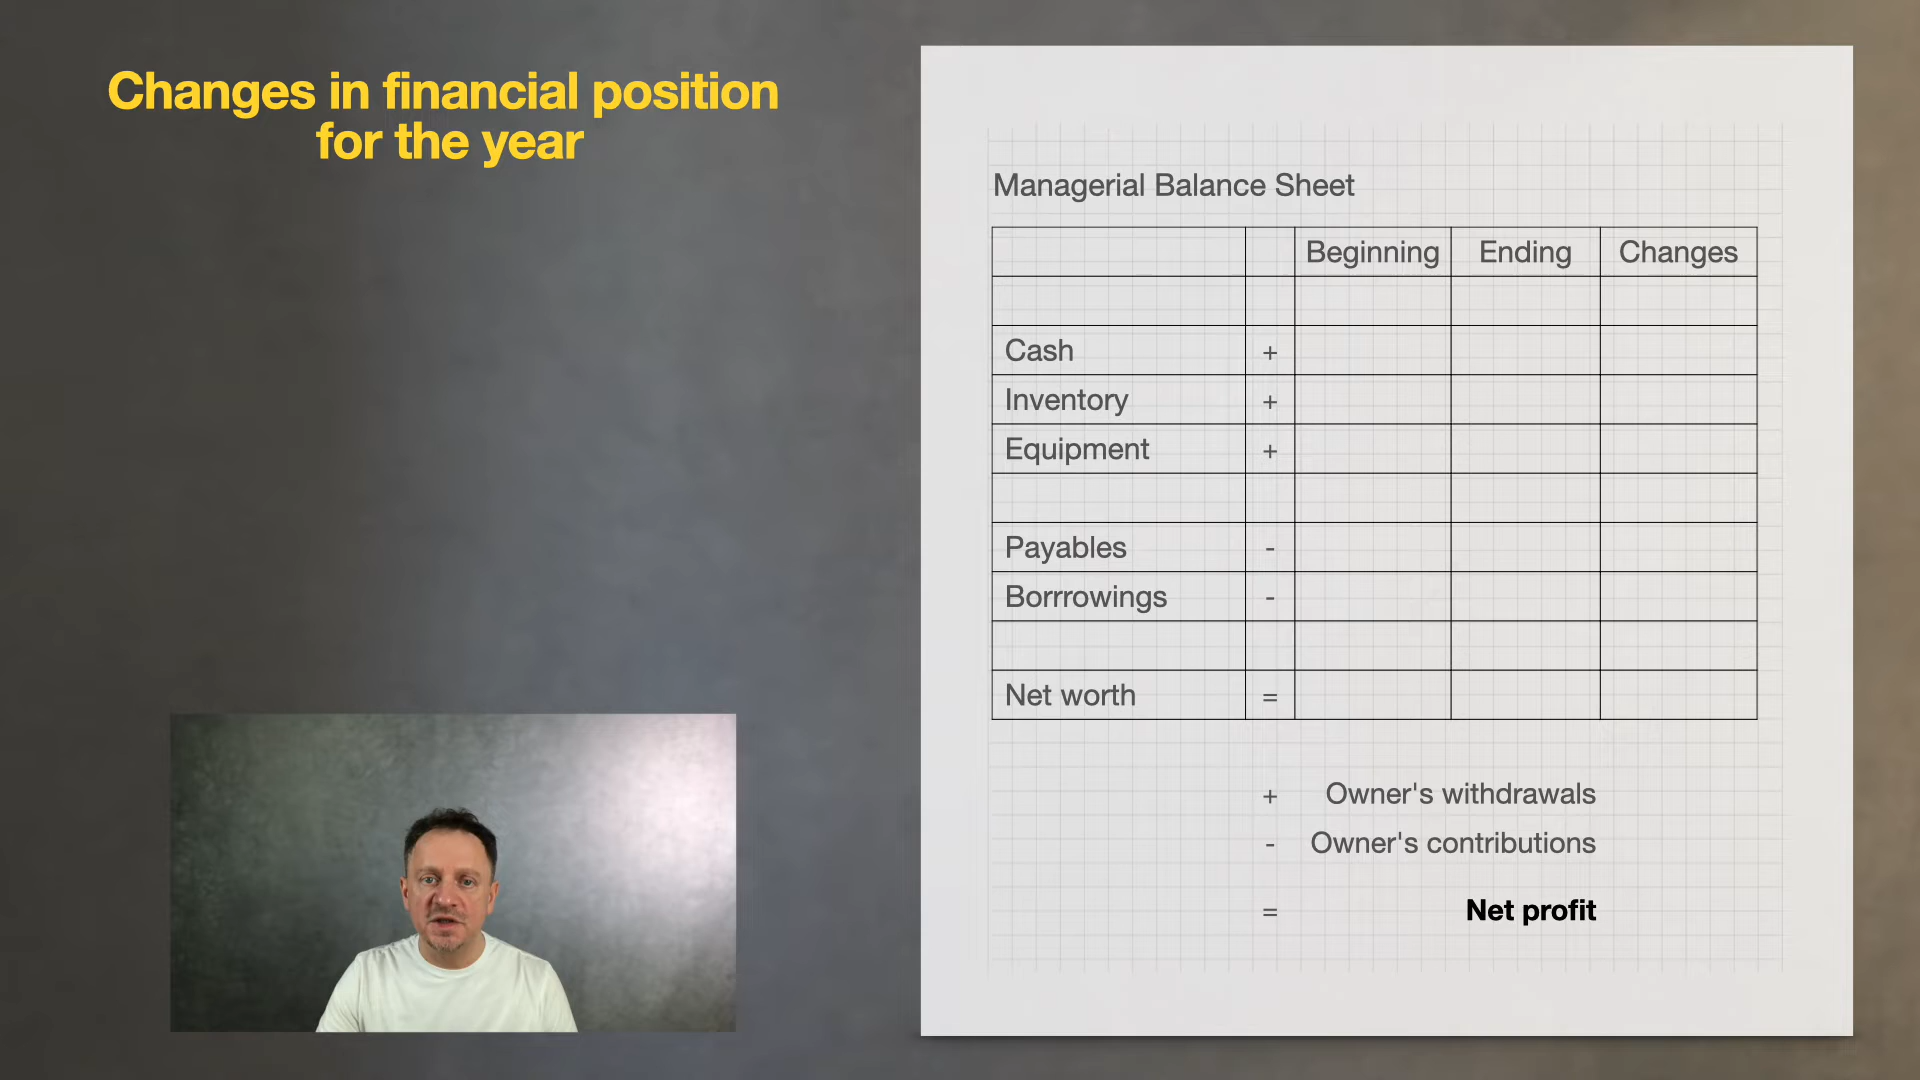 Changes in financial position
for the year
Managerial Balance Sheet
Beginning Ending Changes
Cash +
Inventory +
Equipment +
Payables -
Borrrowings -
Net worth =
+ Owner's withdrawals
- Owner's contributions
= Net profit